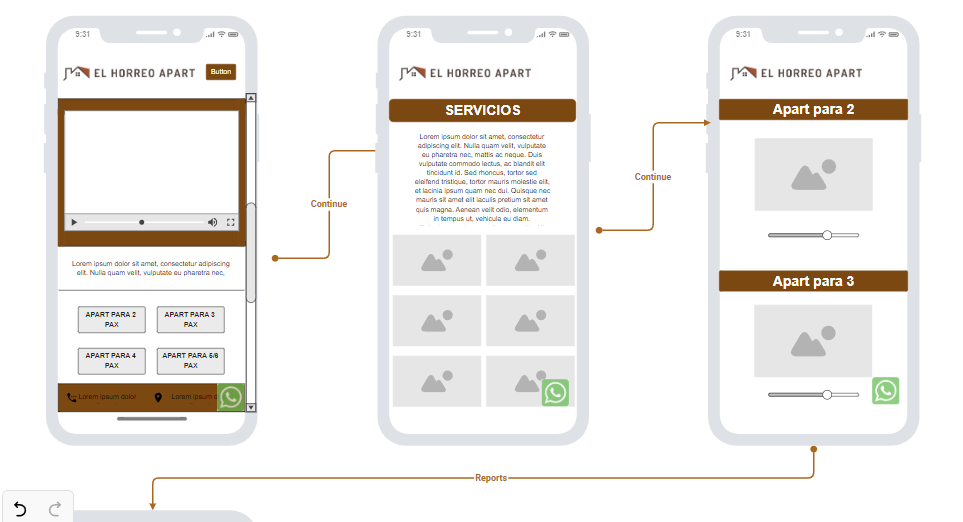 9:31
EL HORREO APART
Button
Lorem ipsum dolor sit amet, consectetur adipiscing
elit. Nulla quam velit, vulputate eu pharetra nec,
APART PARA 2
PAX
APART PARA 3
PAX
APART PARA 4
PAX
APART PARA 5/6
PAX
Lorem ipsum dolor
Lorem ipsum d
Continue
9:31
EL HORREO APART
SERVICIOS
Lorem ipsum dolor sit amet, consectetur
adipiscing elit. Nulla quam velit, vulputate
eu pharetra nec, mattis ac neque. Duis
vulputate commodo lectus, ac blandit elit
tincidunt id. Sed rhoncus, tortor sed
eleifend tristique, tortor mauris molestie elit,
et lacinia ipsum quam nec dui. Quisque nec
mauris sit amet elit iaculis pretium sit amet
quis magna. Aenean velit odio, elementum
in tempus ut, vehicula eu diam.
Continue
9:31
EL HORREO APART
Apart para 2
Apart para 3
Reports